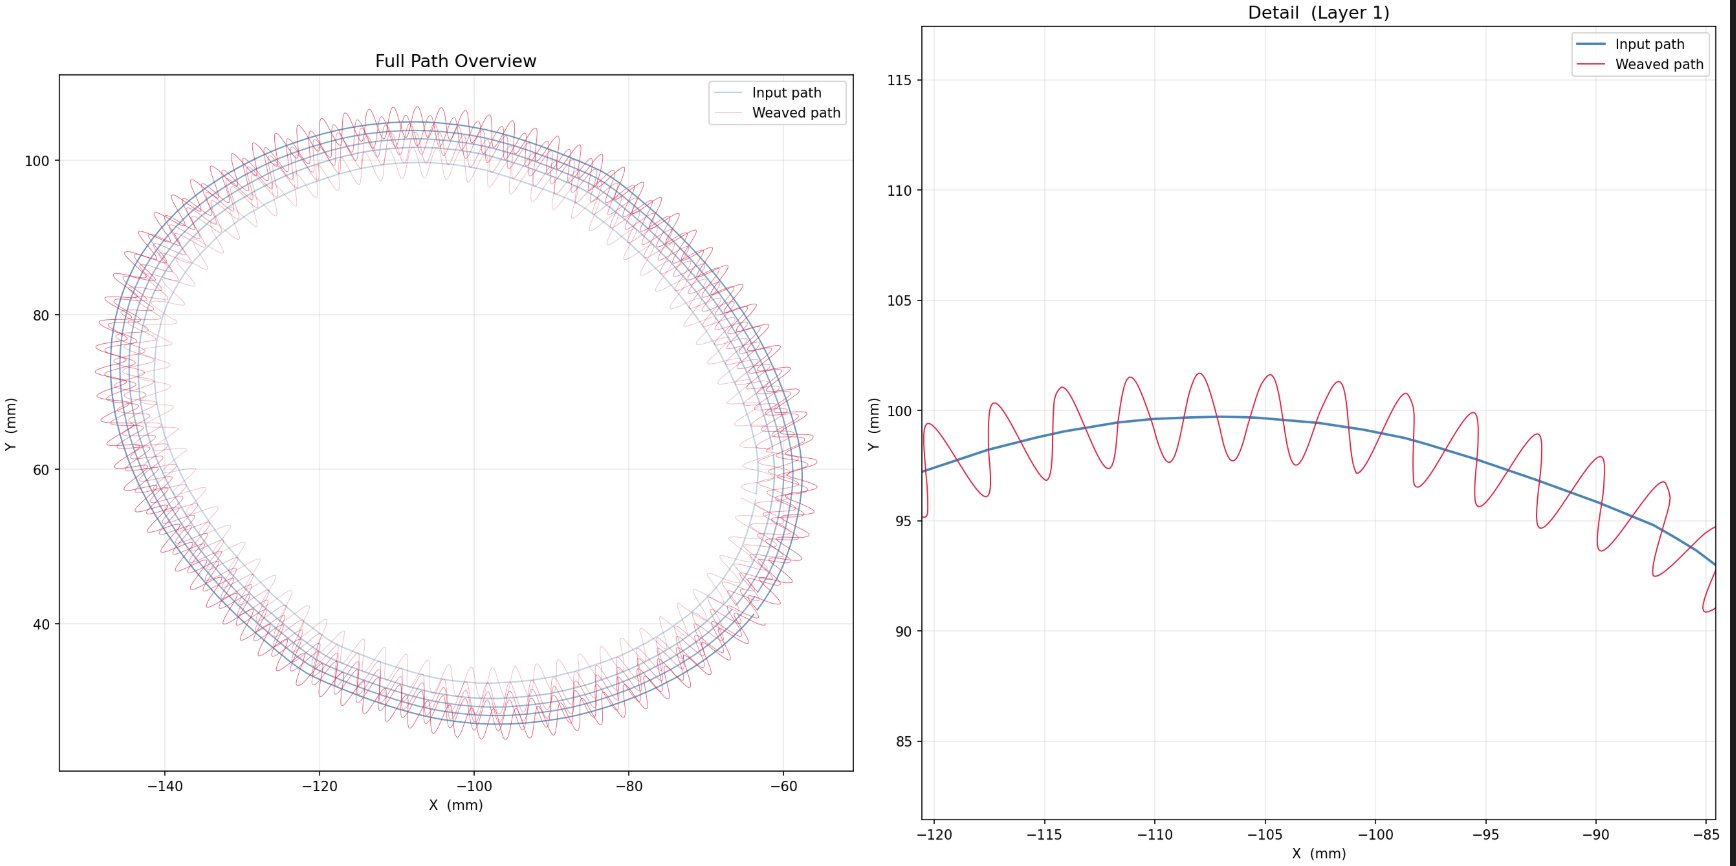 Full Path Overview
Input path
Weaved path
100
80
60
40
Y (mm)
−140
−120
−100
−80
−60
X (mm)
Detail (Layer 1)
Input path
Weaved path
115
110
105
100
95
90
85
Y (mm)
−120
−115
−110
−105
−100
−95
−90
−85
X (mm)